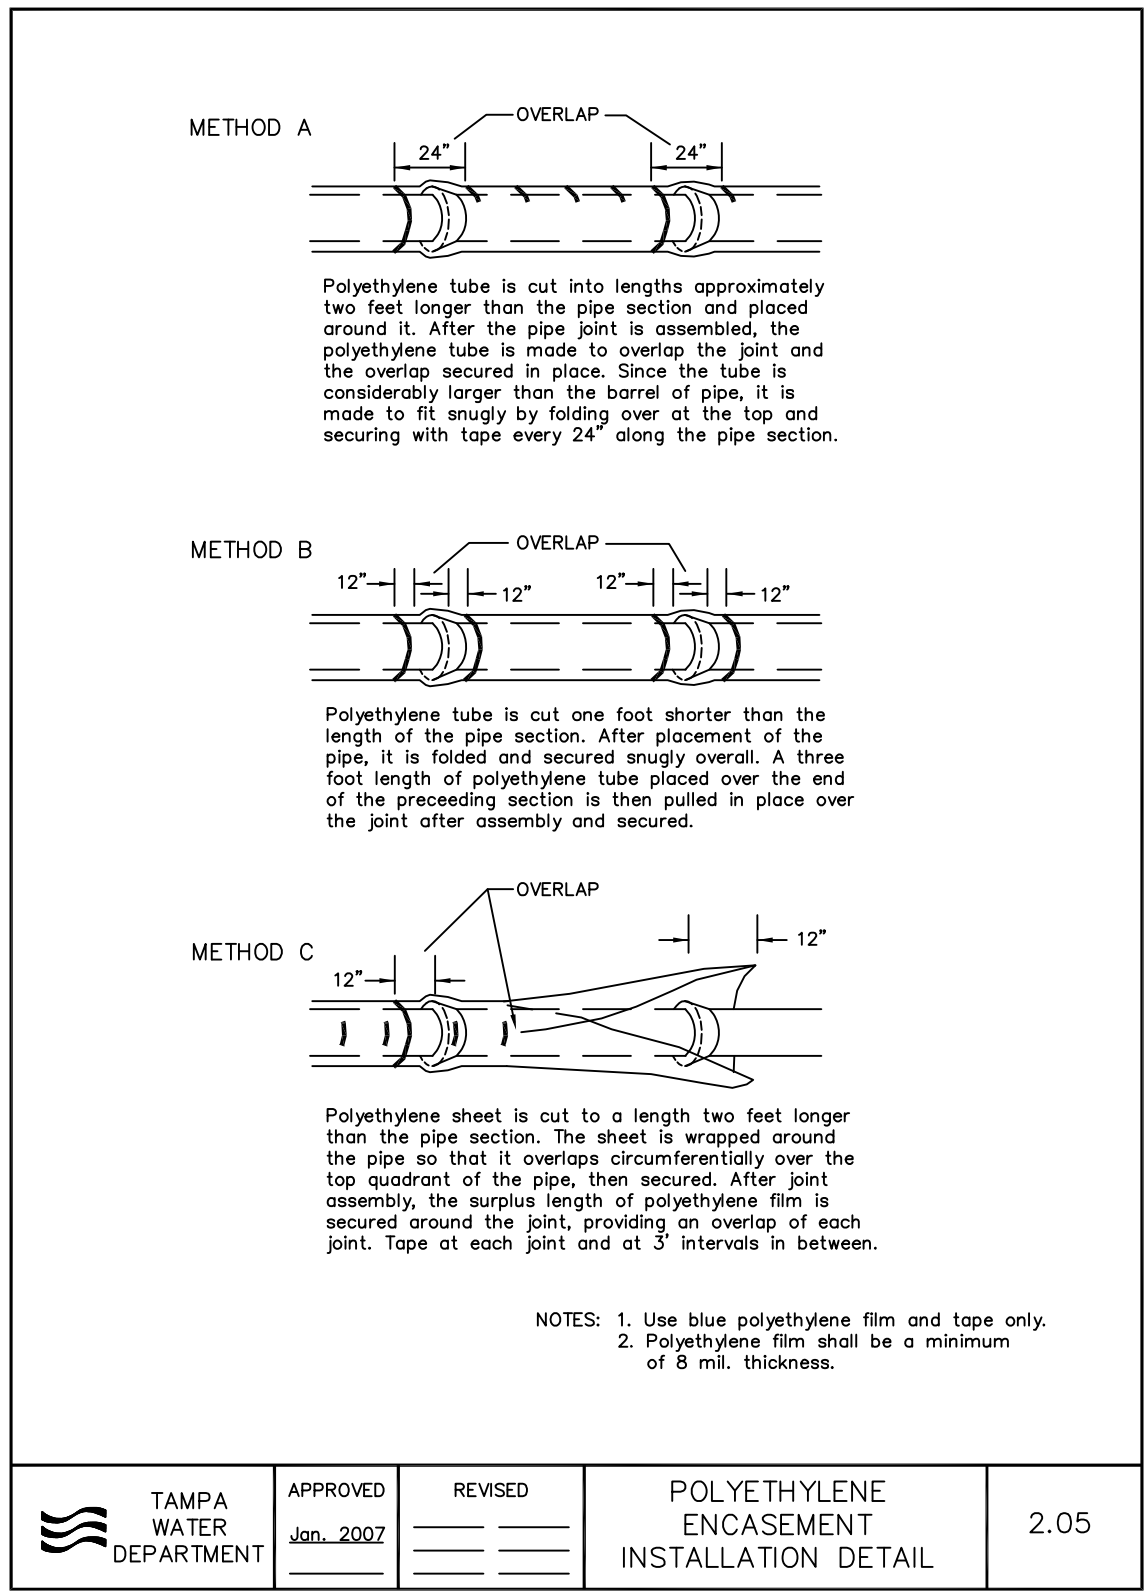 METHOD A
OVERLAP
24" 24"
Polyethylene tube is cut into lengths approximately
two feet longer than the pipe section and placed
around it. After the pipe joint is assembled, the
polyethylene tube is made to overlap the joint and
the overlap secured in place. Since the tube is
considerably larger than the barrel of pipe, it is
made to fit snugly by folding over at the top and
securing with tape every 24" along the pipe section.
METHOD B
OVERLAP
12" 12" 12" 12"
Polyethylene tube is cut one foot shorter than the
length of the pipe section. After placement of the
pipe, it is folded and secured snugly overall. A three
foot length of polyethylene tube placed over the end
of the preceeding section is then pulled in place over
the joint after assembly and secured.
METHOD C
OVERLAP
12"
12"
Polyethylene sheet is cut to a length two feet longer
than the pipe section. The sheet is wrapped around
the pipe so that it overlaps circumferentially over the
top quadrant of the pipe, then secured. After joint
assembly, the surplus length of polyethylene film is
secured around the joint, providing an overlap of each
joint. Tape at each joint and at 3' intervals in between.
NOTES: 1. Use blue polyethylene film and tape only.
2. Polyethylene film shall be a minimum
of 8 mil. thickness.
TAMPA
WATER
DEPARTMENT
APPROVED
Jan. 2007
REVISED
POLYETHYLENE
ENCASEMENT
INSTALLATION DETAIL
2.05